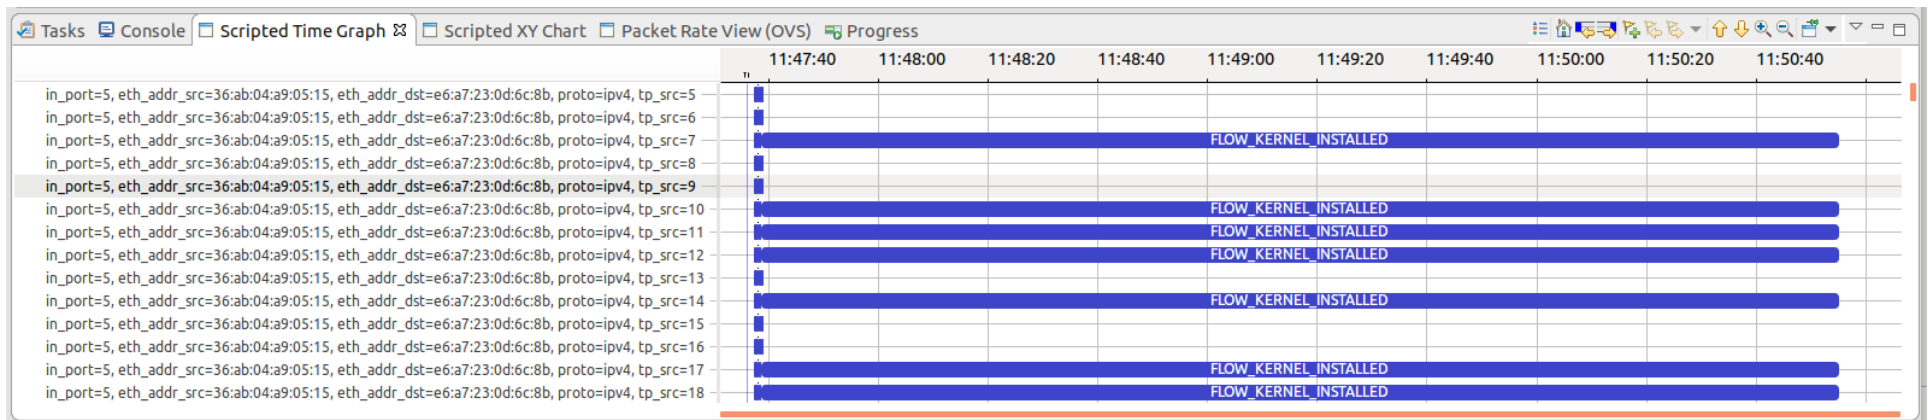 Tasks Console Scripted Time Graph Scripted XY Chart Packet Rate View (OVS) Progress
11:47:40 11:48:00 11:48:20 11:48:40 11:49:00 11:49:20 11:49:40 11:50:00 11:50:20 11:50:40
in_port=5, eth_addr_src=36:ab:04:a9:05:15, eth_addr_dst=e6:a7:23:0d:6c:8b, proto=ipv4, tp_src=5
in_port=5, eth_addr_src=36:ab:04:a9:05:15, eth_addr_dst=e6:a7:23:0d:6c:8b, proto=ipv4, tp_src=6
in_port=5, eth_addr_src=36:ab:04:a9:05:15, eth_addr_dst=e6:a7:23:0d:6c:8b, proto=ipv4, tp_src=7 FLOW_KERNEL_INSTALLED
in_port=5, eth_addr_src=36:ab:04:a9:05:15, eth_addr_dst=e6:a7:23:0d:6c:8b, proto=ipv4, tp_src=8
in_port=5, eth_addr_src=36:ab:04:a9:05:15, eth_addr_dst=e6:a7:23:0d:6c:8b, proto=ipv4, tp_src=9
in_port=5, eth_addr_src=36:ab:04:a9:05:15, eth_addr_dst=e6:a7:23:0d:6c:8b, proto=ipv4, tp_src=10 FLOW_KERNEL_INSTALLED
in_port=5, eth_addr_src=36:ab:04:a9:05:15, eth_addr_dst=e6:a7:23:0d:6c:8b, proto=ipv4, tp_src=11 FLOW_KERNEL_INSTALLED
in_port=5, eth_addr_src=36:ab:04:a9:05:15, eth_addr_dst=e6:a7:23:0d:6c:8b, proto=ipv4, tp_src=12 FLOW_KERNEL_INSTALLED
in_port=5, eth_addr_src=36:ab:04:a9:05:15, eth_addr_dst=e6:a7:23:0d:6c:8b, proto=ipv4, tp_src=13
in_port=5, eth_addr_src=36:ab:04:a9:05:15, eth_addr_dst=e6:a7:23:0d:6c:8b, proto=ipv4, tp_src=14 FLOW_KERNEL_INSTALLED
in_port=5, eth_addr_src=36:ab:04:a9:05:15, eth_addr_dst=e6:a7:23:0d:6c:8b, proto=ipv4, tp_src=15
in_port=5, eth_addr_src=36:ab:04:a9:05:15, eth_addr_dst=e6:a7:23:0d:6c:8b, proto=ipv4, tp_src=16
in_port=5, eth_addr_src=36:ab:04:a9:05:15, eth_addr_dst=e6:a7:23:0d:6c:8b, proto=ipv4, tp_src=17 FLOW_KERNEL_INSTALLED
in_port=5, eth_addr_src=36:ab:04:a9:05:15, eth_addr_dst=e6:a7:23:0d:6c:8b, proto=ipv4, tp_src=18 FLOW_KERNEL_INSTALLED